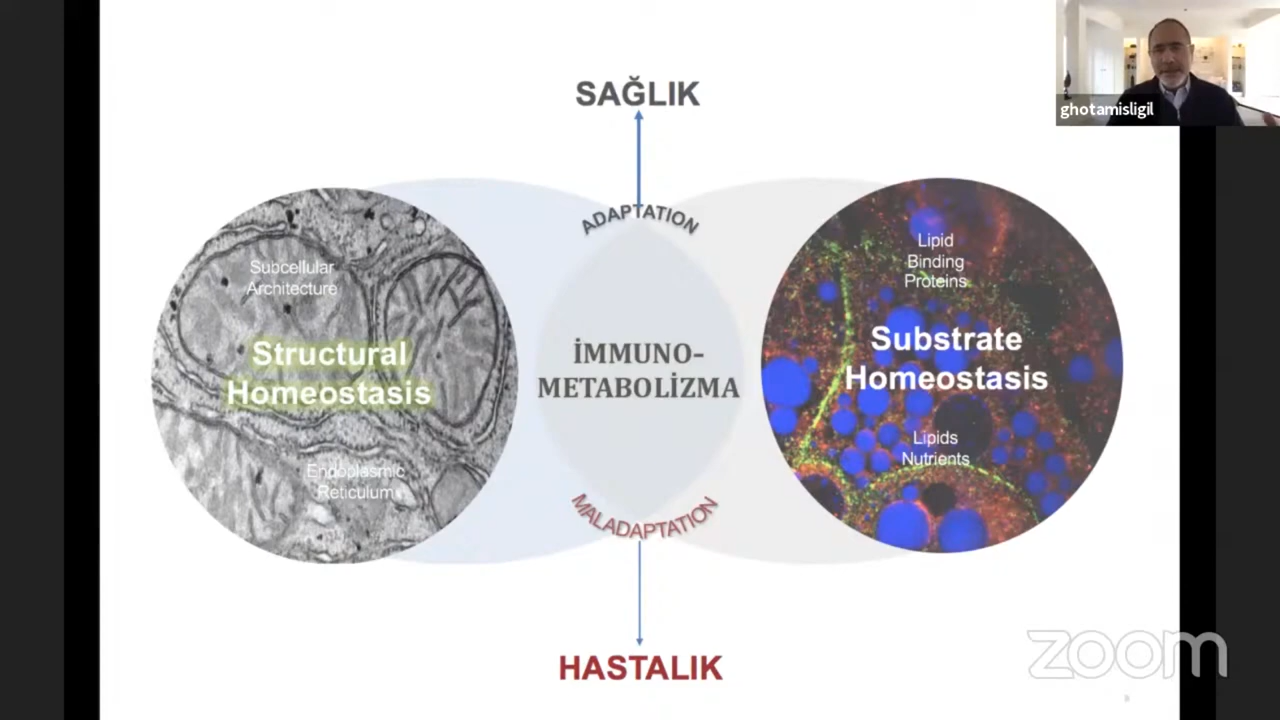 ghotamisligil
SAĞLIK
ADAPTATION
Subcellular
Architecture
Structural
Homeostasis
Endoplasmic
Reticulum
İMMUNO-
METABOLİZMA
Lipid
Binding
Proteins
Substrate
Homeostasis
Lipids
Nutrients
MALADAPTATION
HASTALIK
zoom